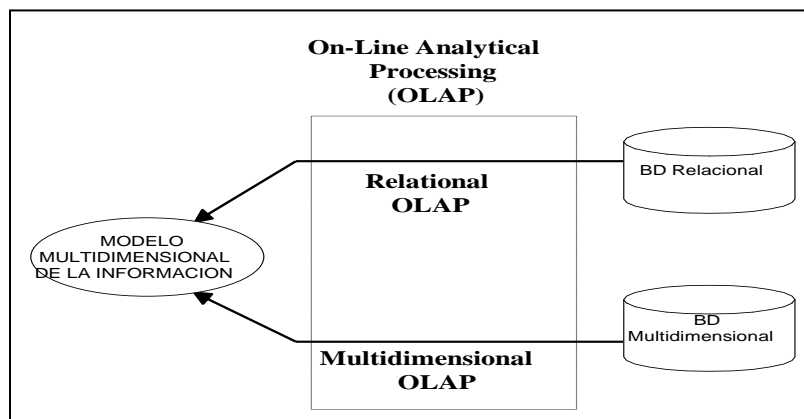 On-Line Analytical
Processing
(OLAP)
BD Relacional
Relational
OLAP
MODELO
MULTIDIMENSIONAL
DE LA INFORMACION
BD
Multidimensional
Multidimensional
OLAP